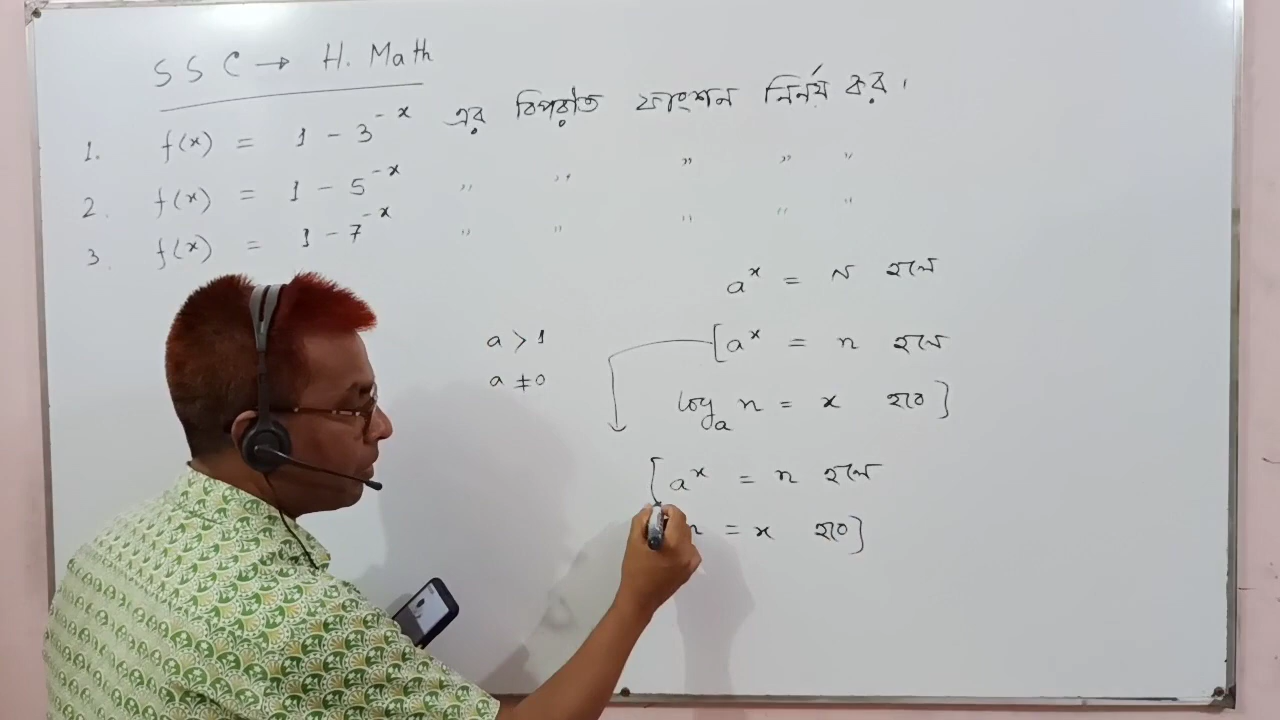 SSC → H. Math
1. f(x) = 1 - 3^{-x} এর বিপরীত ফাংশন নির্নয় কর।
2. f(x) = 1 - 5^{-x} " " " " "
3. f(x) = 1 - 7^{-x} " " " " "
a^x = N হলে
a > 1 [a^x = n হলে
a ≠ 0 log_a n = x হবে]
[a^x = n হলে
n = x হবে]